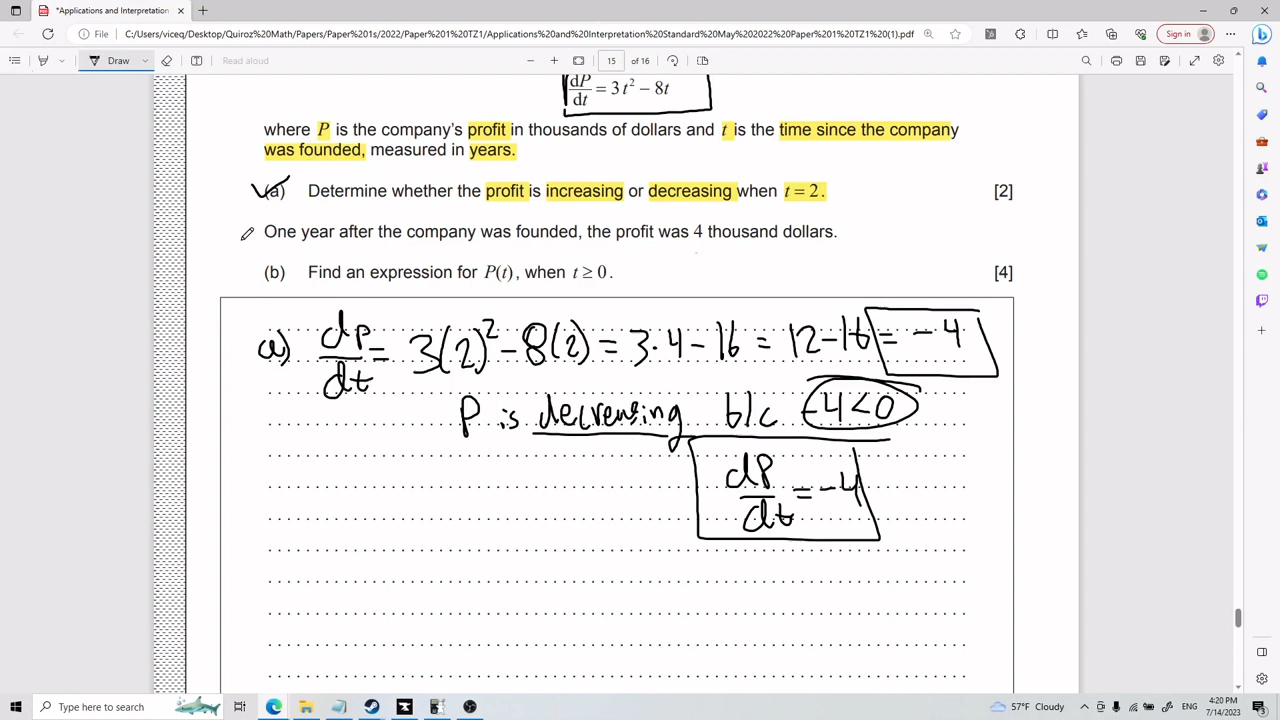 *Applications and Interpretation
File
C:/Users/viceq/Quiroz%20Math/Papers/Paper%201s/2022/Paper%201%20TZ1/Applications%20and%20Interpretation%20Standard%20May%202022%20Paper%201%20TZ1%20(1).pdf
Sign in
Draw
Read aloud
15 of 16
dP/dt = 3t² − 8t
where P is the company's profit in thousands of dollars and t is the time since the company
was founded, measured in years.
(a) Determine whether the profit is increasing or decreasing when t = 2. [2]
One year after the company was founded, the profit was 4 thousand dollars.
(b) Find an expression for P(t), when t ≥ 0. [4]
a) dP/dt = 3(2)² − 8(2) = 3·4 − 16 = 12 − 16 = −4
P is decreasing b/c −4 < 0
dP/dt = −4
Type here to search
57°F Cloudy
4:20 PM
7/14/2023